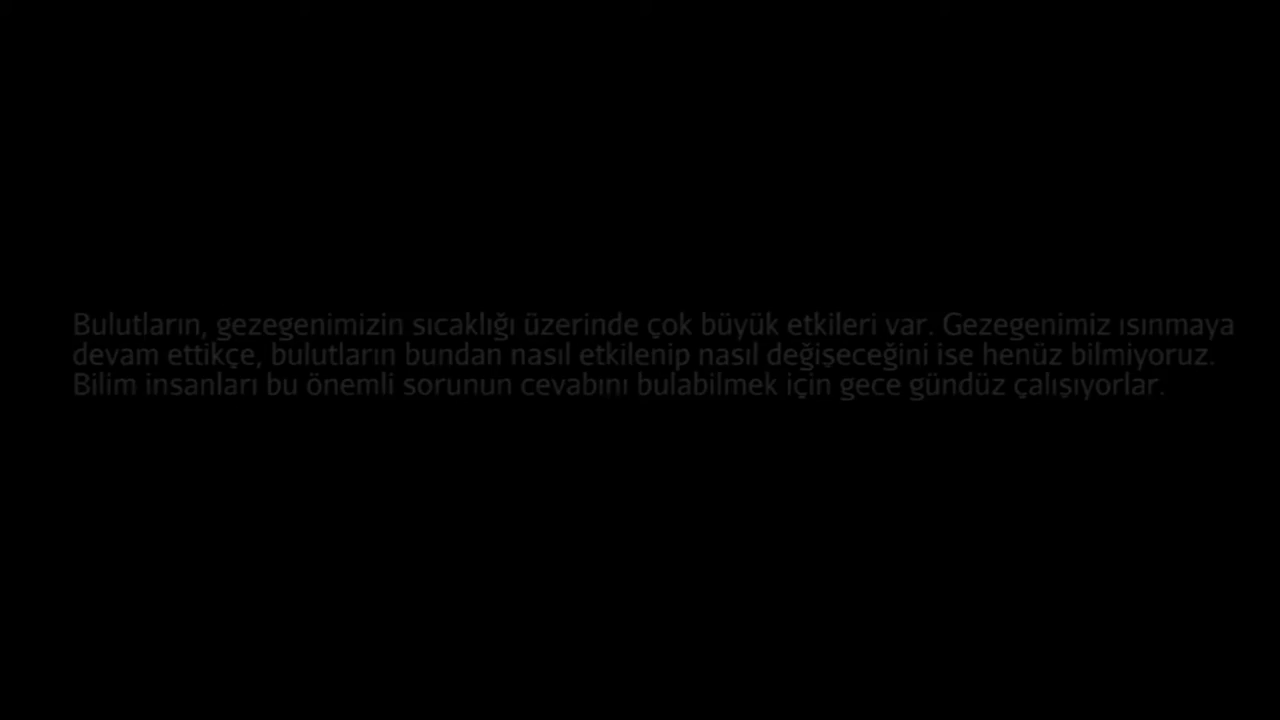 Bulutların, gezegenimizin sıcaklığı üzerinde çok büyük etkileri var. Gezegenimiz ısınmaya
devam ettikçe, bulutların bundan nasıl etkilenip nasıl değişeceğini ise henüz bilmiyoruz.
Bilim insanları bu önemli sorunun cevabını bulabilmek için gece gündüz çalışıyorlar.